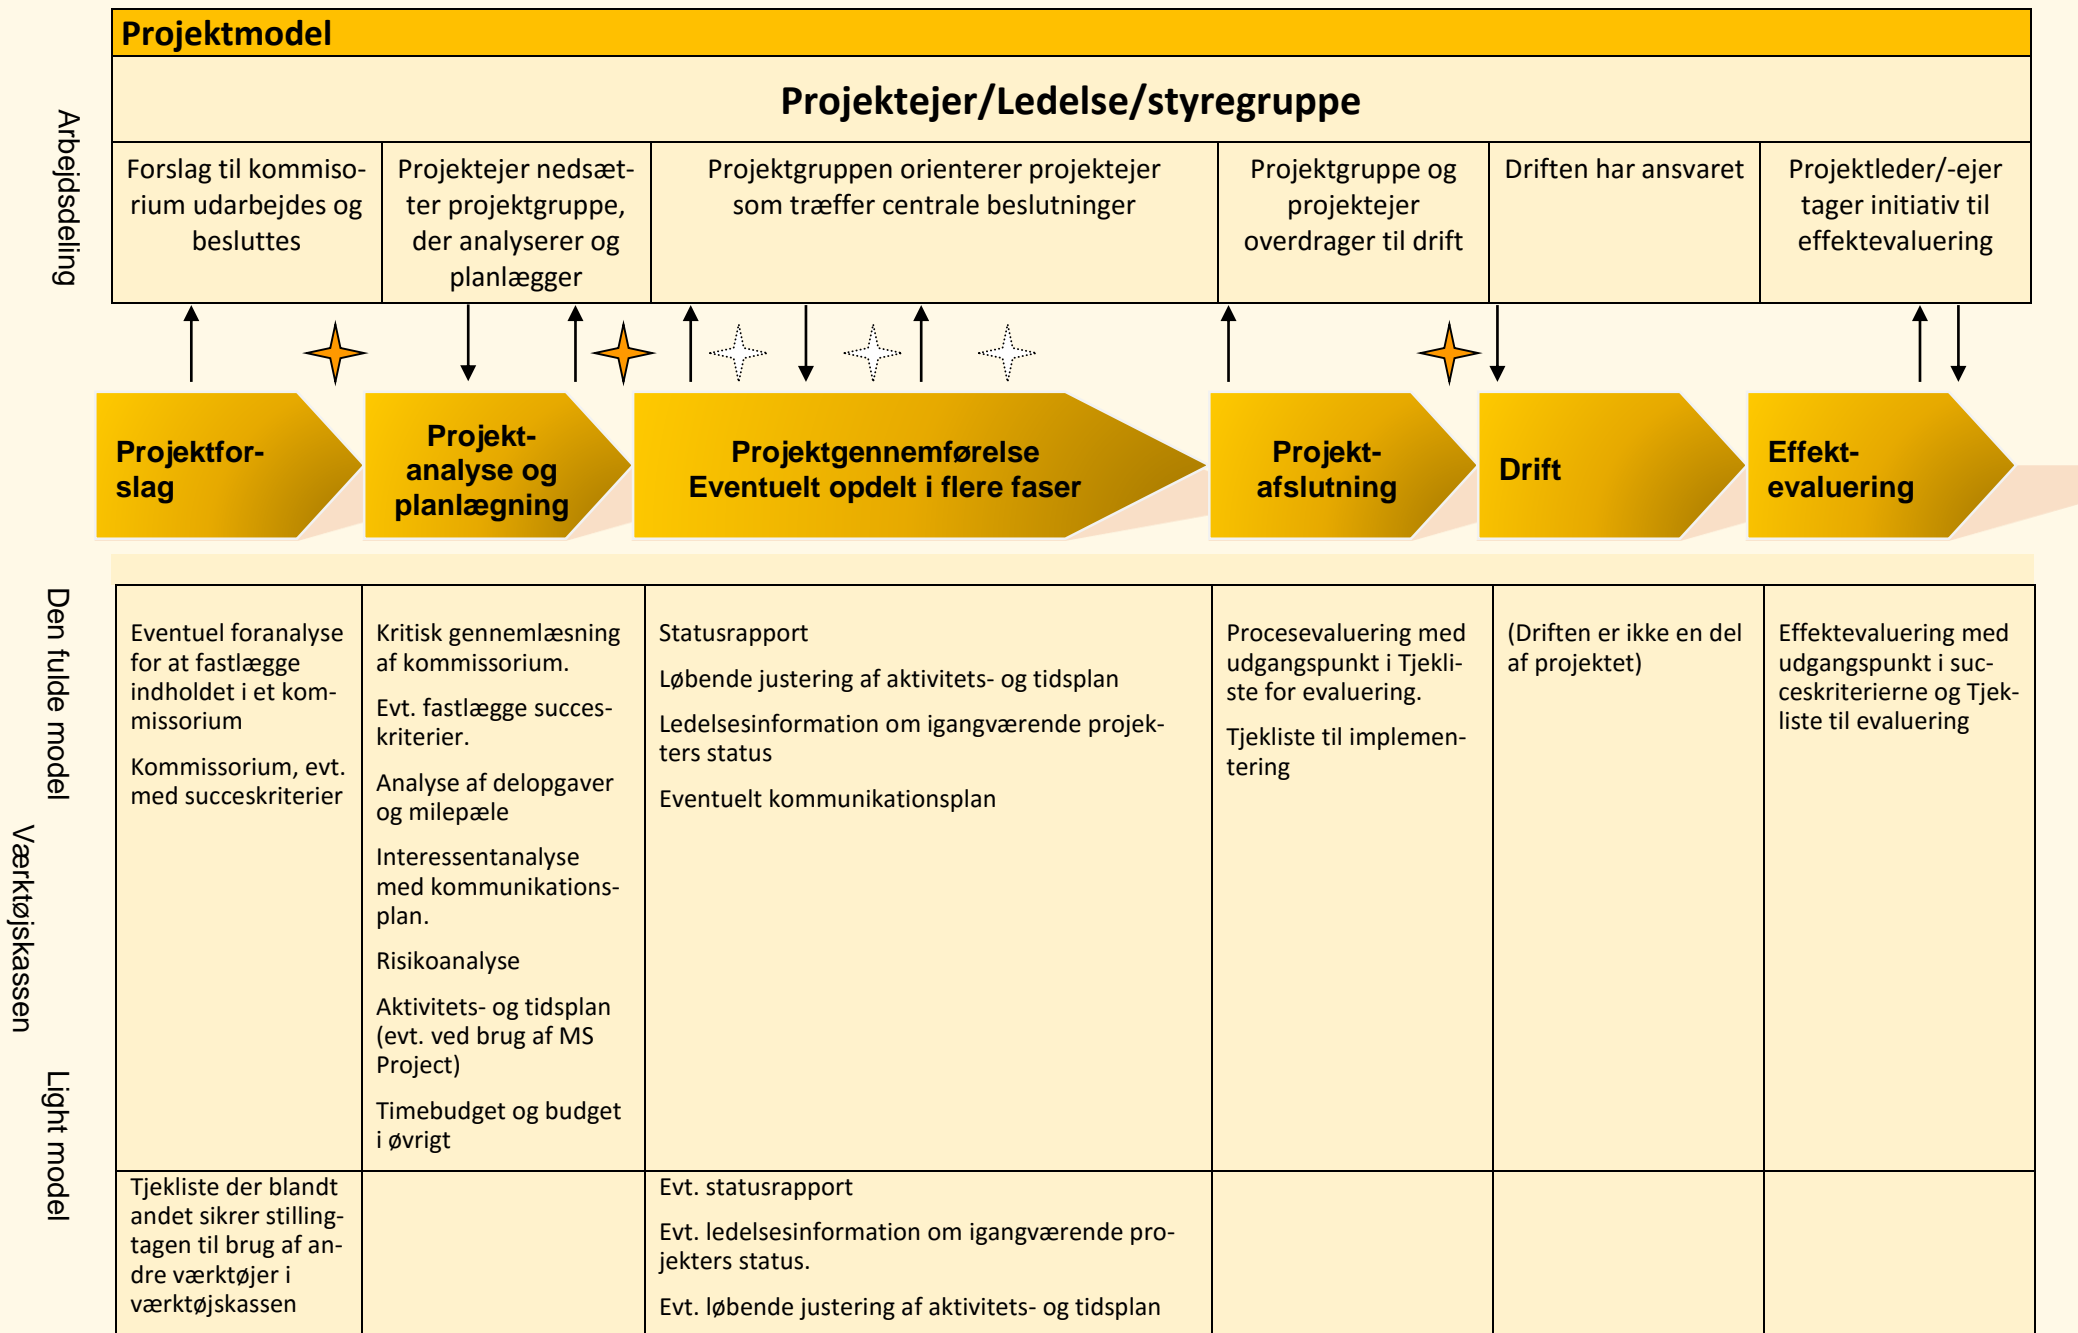 Projektmodel
Projektejer/Ledelse/styregruppe
Arbejdsdeling
Forslag til kommiso-
rium udarbejdes og
besluttes
Projektejer nedsæt-
ter projektgruppe,
der analyserer og
planlægger
Projektgruppen orienterer projektejer
som træffer centrale beslutninger
Projektgruppe og
projektejer
overdrager til drift
Driften har ansvaret
Projektleder/-ejer
tager initiativ til
effektevaluering
Projektfor-
slag
Projekt-
analyse og
planlægning
Projektgennemførelse
Eventuelt opdelt i flere faser
Projekt-
afslutning
Drift
Effekt-
evaluering
Værktøjskassen
Den fulde model
Eventuel foranalyse
for at fastlægge
indholdet i et kom-
missorium
Kommissorium, evt.
med succeskriterier
Kritisk gennemlæsning
af kommissorium.
Evt. fastlægge succes-
kriterier.
Analyse af delopgaver
og milepæle
Interessentanalyse
med kommunikations-
plan.
Risikoanalyse
Aktivitets- og tidsplan
(evt. ved brug af MS
Project)
Timebudget og budget
i øvrigt
Statusrapport
Løbende justering af aktivitets- og tidsplan
Ledelsesinformation om igangværende projek-
ters status
Eventuelt kommunikationsplan
Procesevaluering med
udgangspunkt i Tjekli-
ste for evaluering.
Tjekliste til implemen-
tering
(Driften er ikke en del
af projektet)
Effektevaluering med
udgangspunkt i suc-
ceskriterierne og Tjek-
liste til evaluering
Light model
Tjekliste der blandt
andet sikrer stilling-
tagen til brug af an-
dre værktøjer i
værktøjskassen
Evt. statusrapport
Evt. ledelsesinformation om igangværende pro-
jekters status.
Evt. løbende justering af aktivitets- og tidsplan